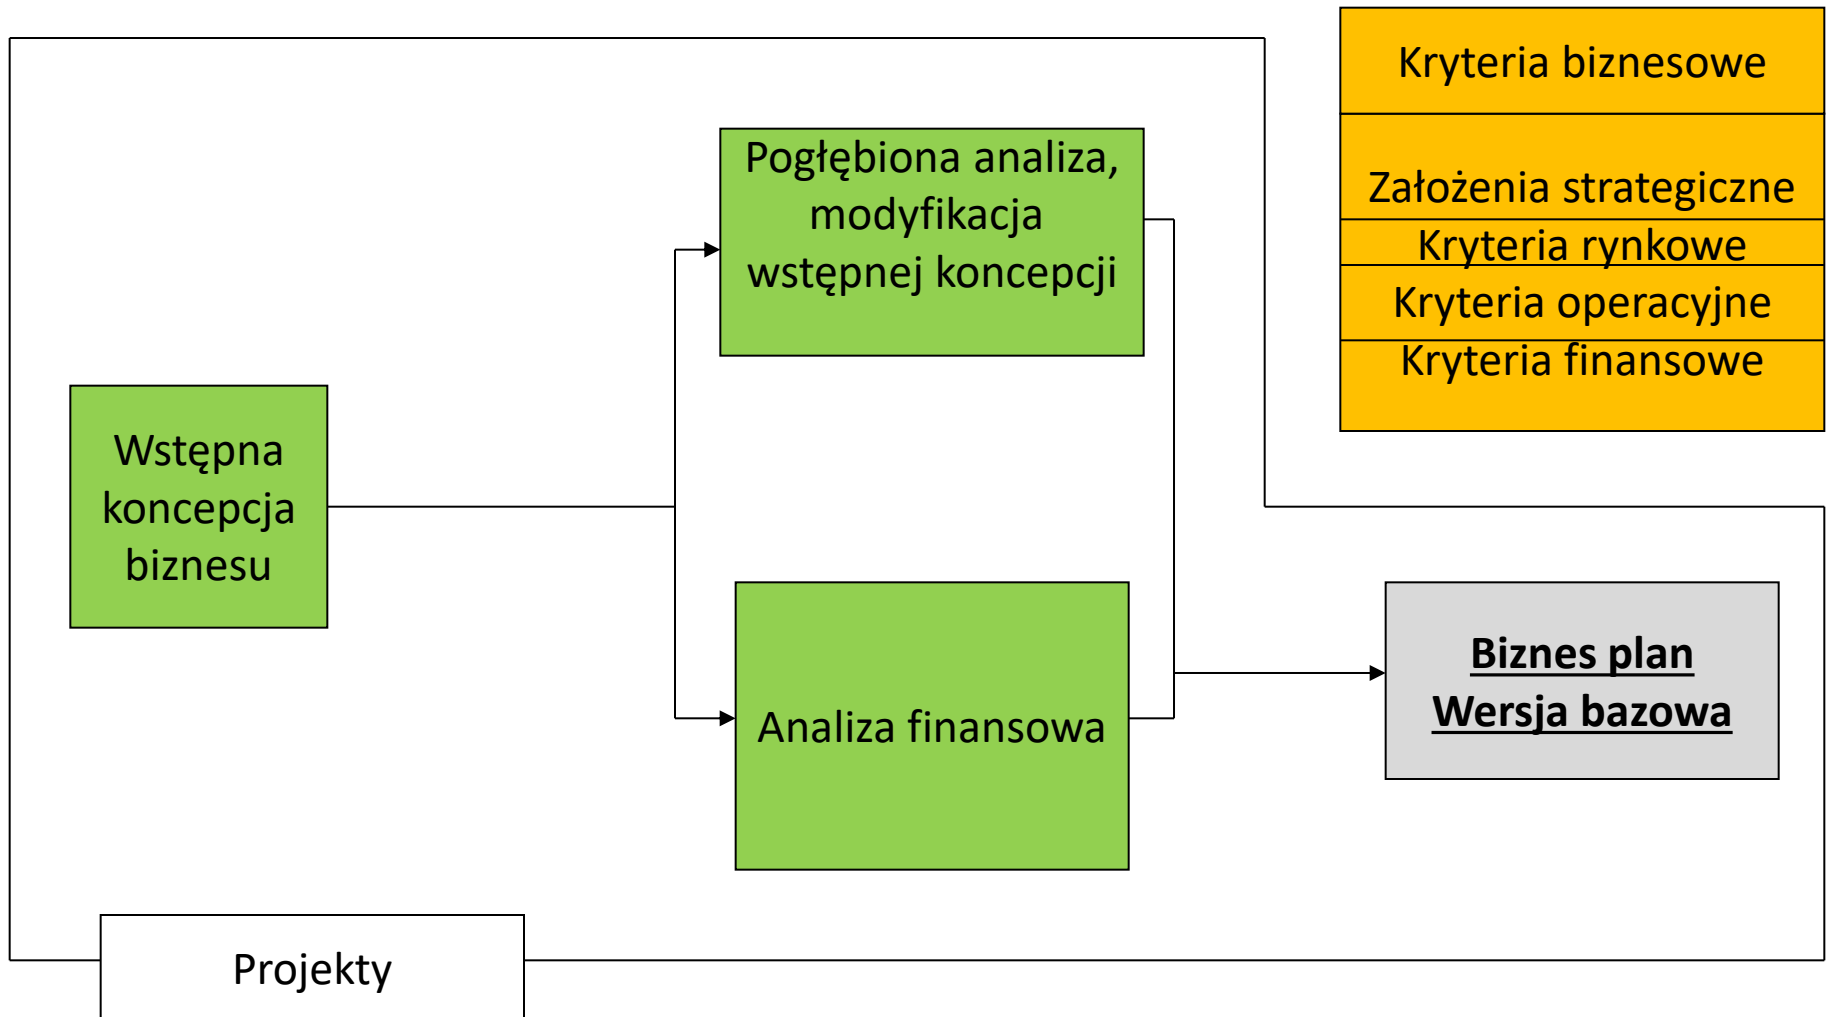 Kryteria biznesowe
Założenia strategiczne
Kryteria rynkowe
Kryteria operacyjne
Kryteria finansowe
Pogłębiona analiza,
modyfikacja
wstępnej koncepcji
Wstępna
koncepcja
biznesu
Analiza finansowa
Biznes plan
Wersja bazowa
Projekty